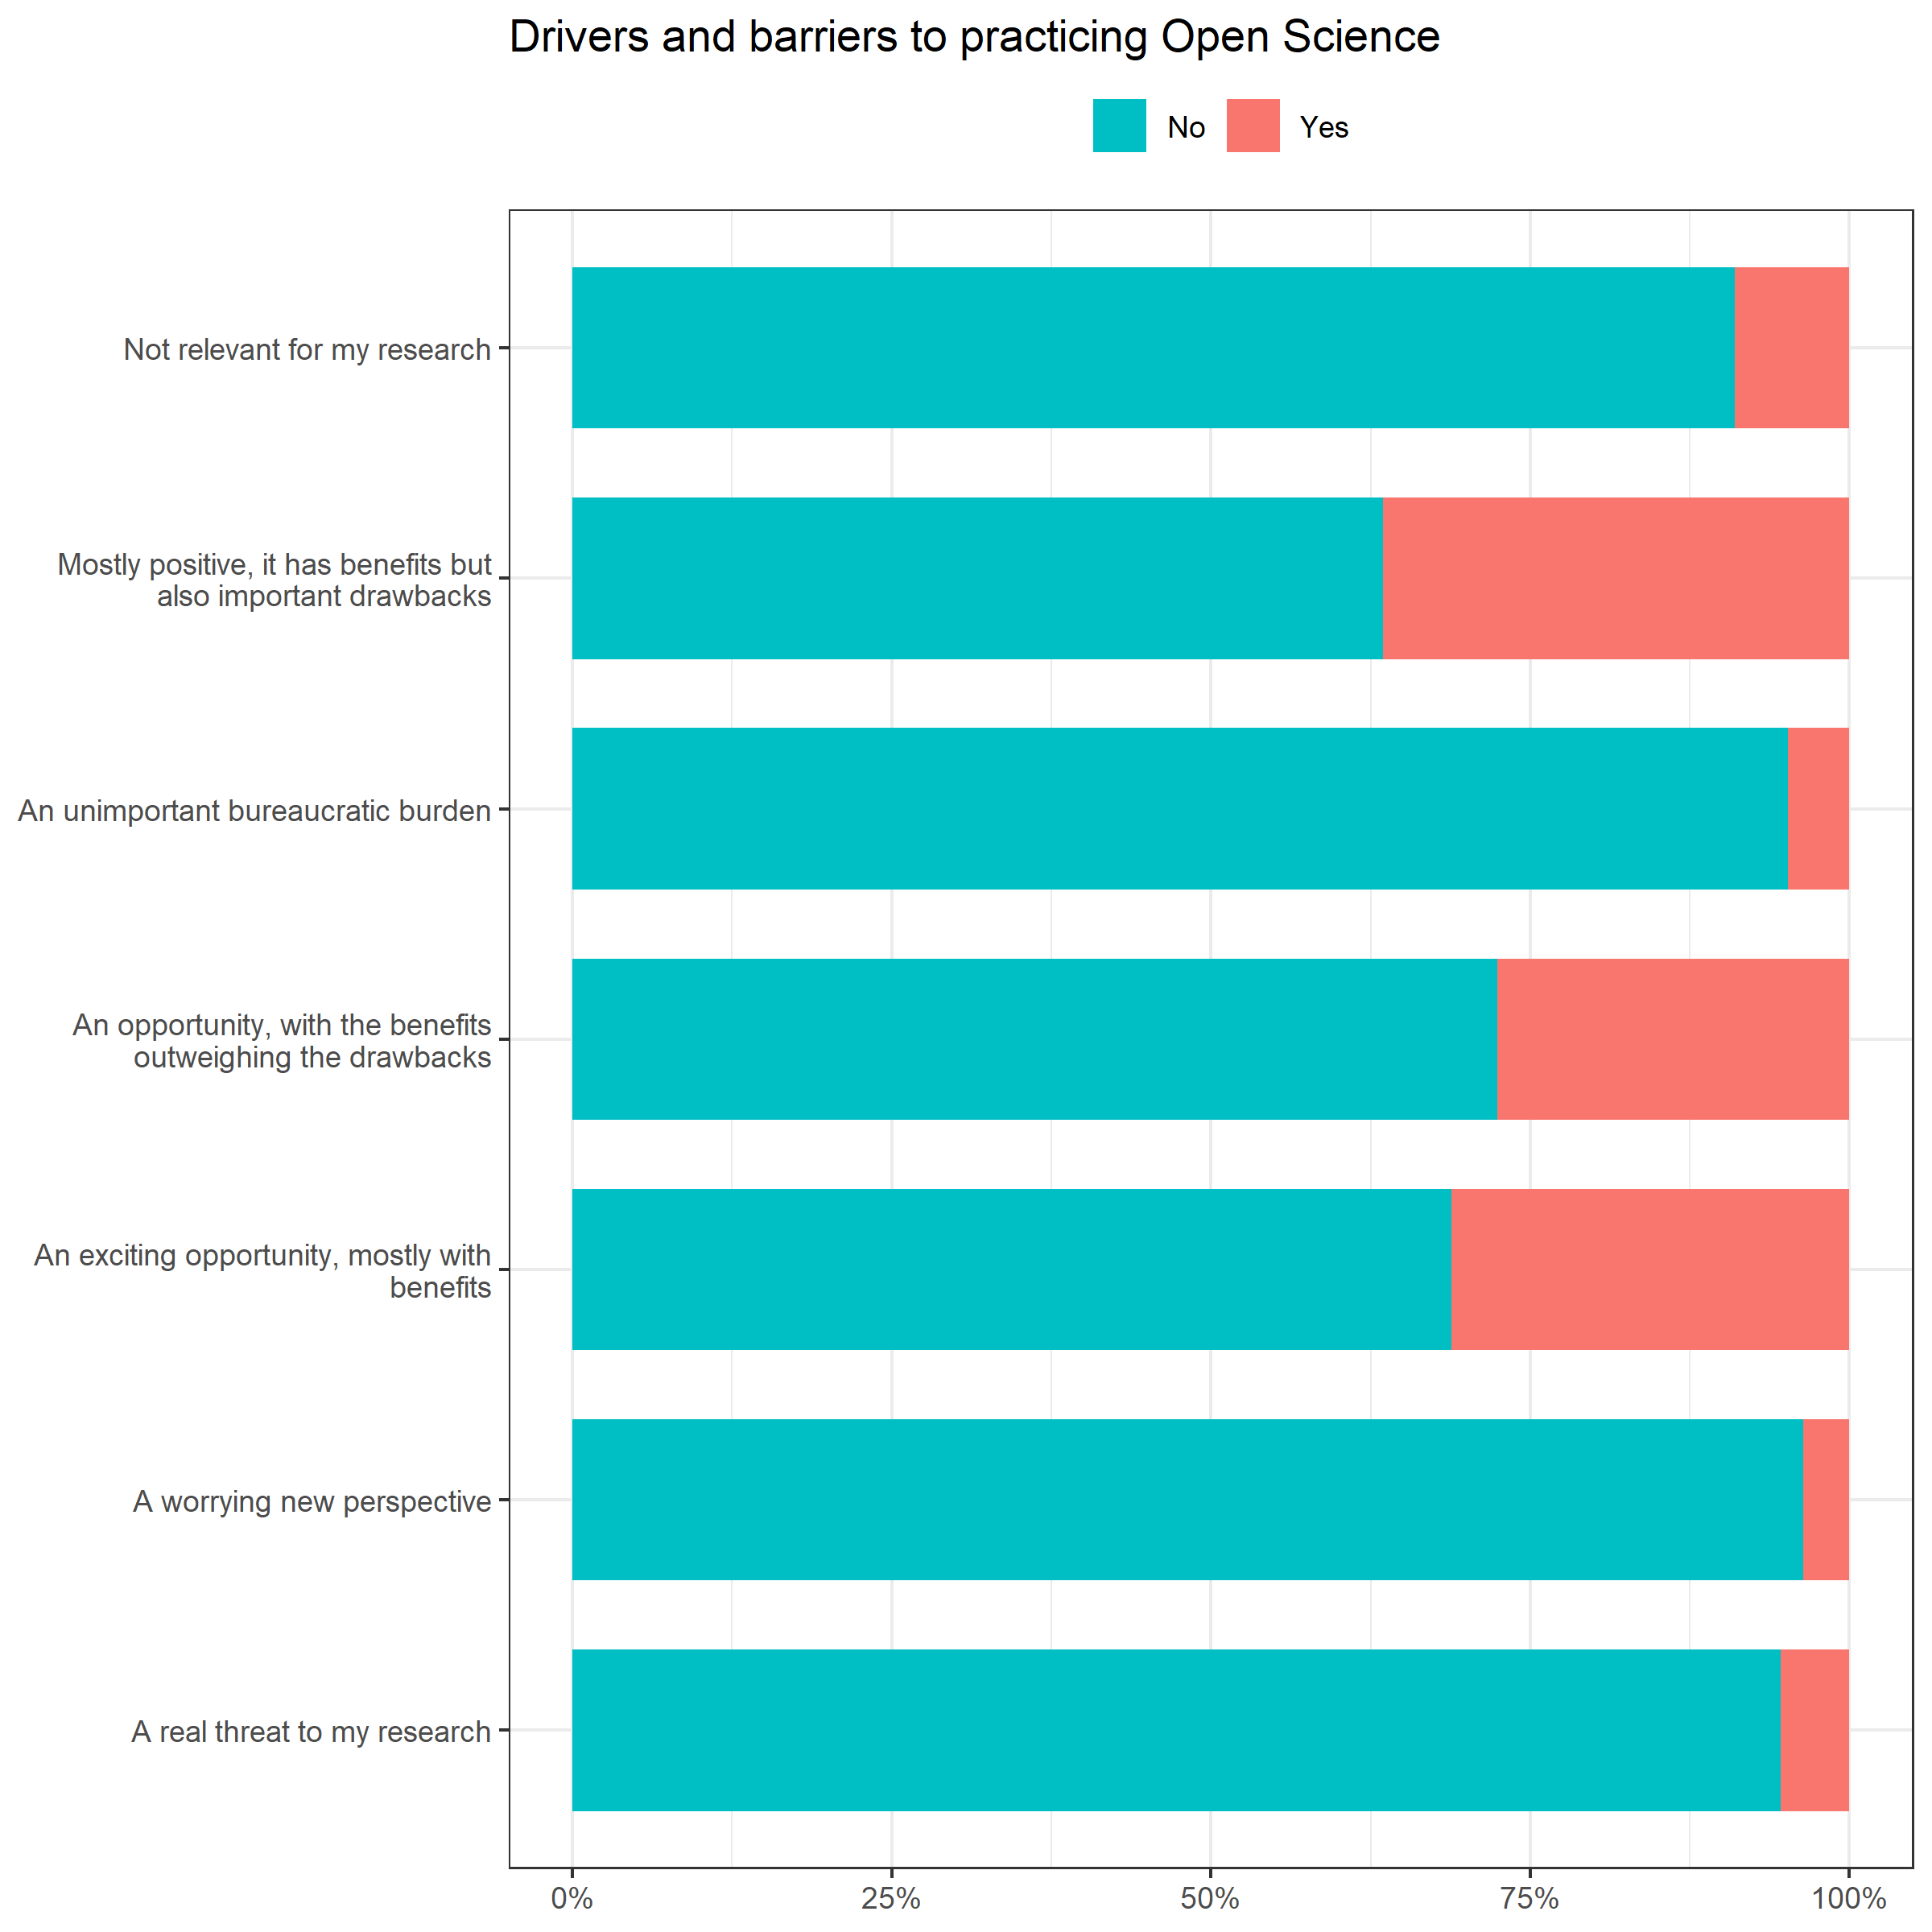 Drivers and barriers to practicing Open Science
No Yes
Not relevant for my research
Mostly positive, it has benefits but
also important drawbacks
An unimportant bureaucratic burden
An opportunity, with the benefits
outweighing the drawbacks
An exciting opportunity, mostly with
benefits
A worrying new perspective
A real threat to my research
0% 25% 50% 75% 100%